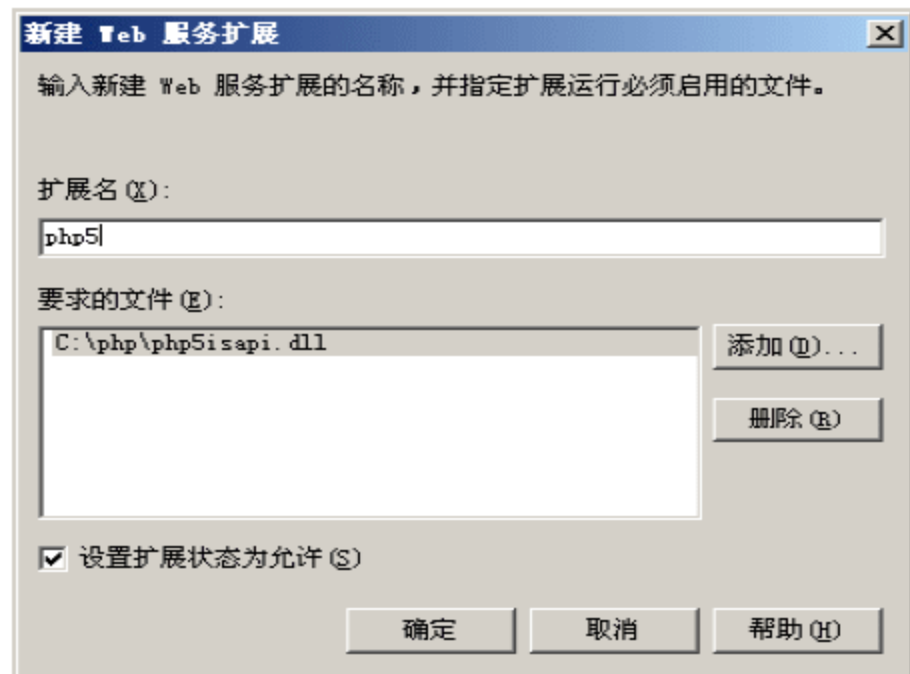 新建 Web 服务扩展
输入新建 Web 服务扩展的名称，并指定扩展运行必须启用的文件。
扩展名(X):
php5
要求的文件(E):
C:\php\php5isapi.dll
添加(D)...
删除(R)
设置扩展状态为允许(S)
确定
取消
帮助(H)